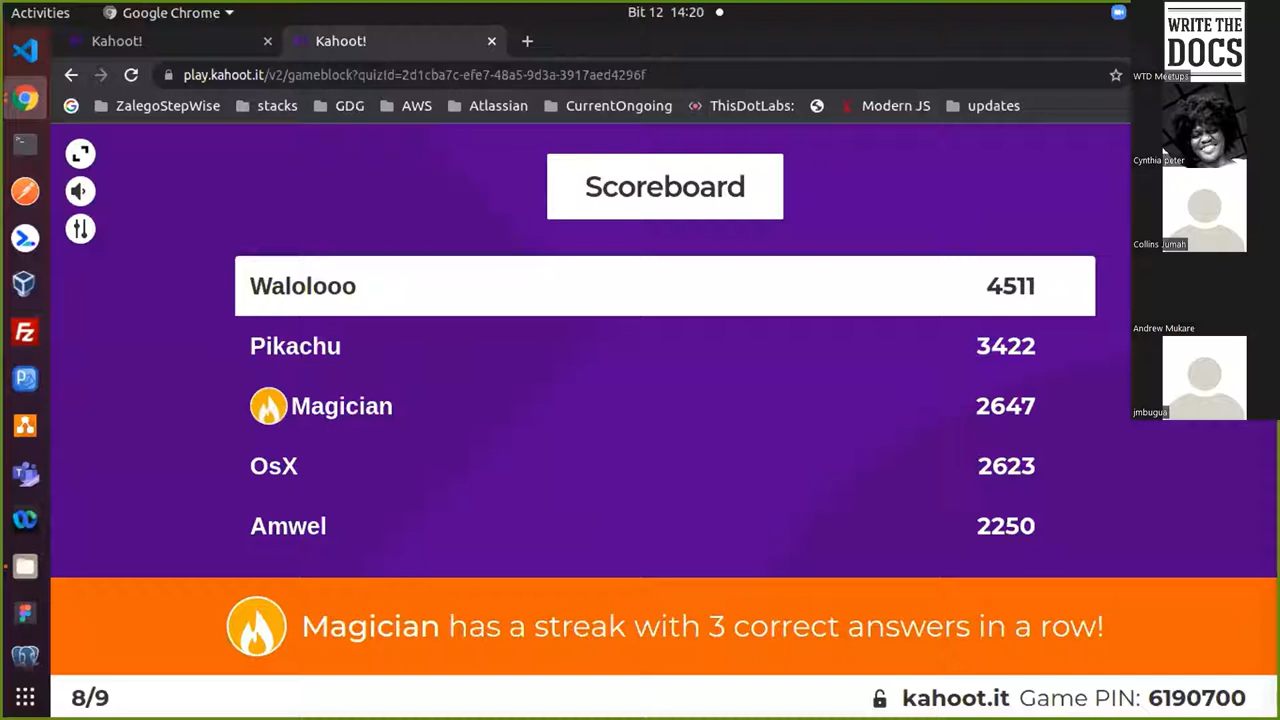 Activities
Google Chrome
Bit 12 14:20
Kahoot!
Kahoot!
play.kahoot.it/v2/gameblock?quizId=2d1cba7c-efe7-48a5-9d3a-3917aed4296f
ZalegoStepWise
stacks
GDG
AWS
Atlassian
CurrentOngoing
ThisDotLabs:
Modern JS
updates
WRITE THE
DOCS
WTD Meetups
Cynthia peter
Collins Jumah
Andrew Mukare
jmbugua
Scoreboard
Walolooo 4511
Pikachu 3422
Magician 2647
OsX 2623
Amwel 2250
Magician has a streak with 3 correct answers in a row!
8/9
kahoot.it Game PIN: 6190700